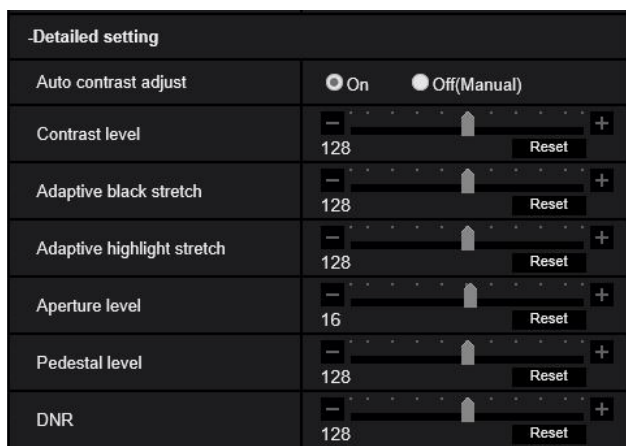 -Detailed setting
Auto contrast adjust On Off(Manual)
Contrast level
128 Reset
Adaptive black stretch
128 Reset
Adaptive highlight stretch
128 Reset
Aperture level
16 Reset
Pedestal level
128 Reset
DNR
128 Reset